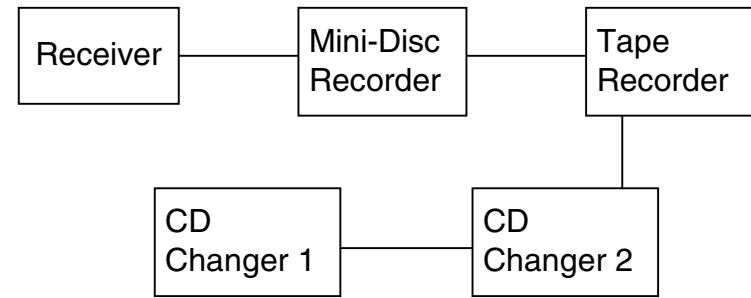 Receiver
Mini-Disc
Recorder
Tape
Recorder
CD
Changer 1
CD
Changer 2